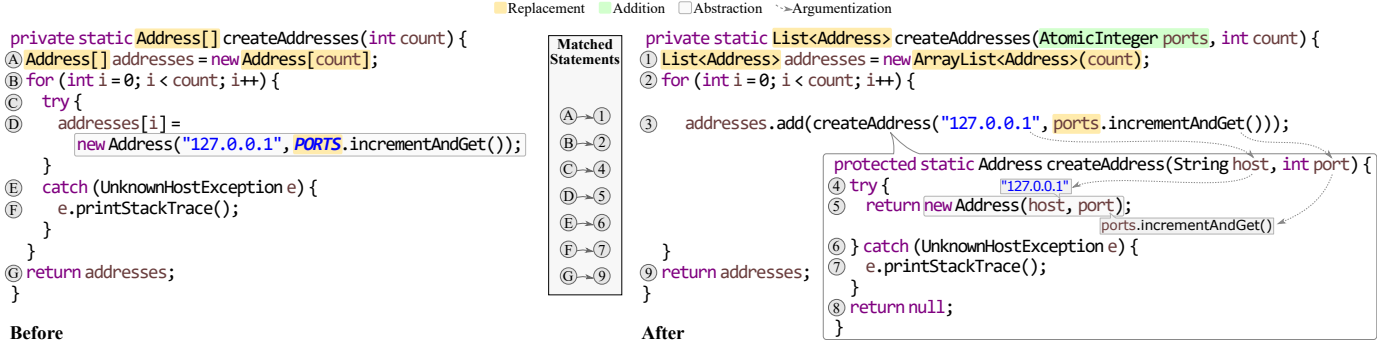 Replacement Addition Abstraction Argumentization
private static Address[] createAddresses(int count) {
A Address[] addresses = new Address[count];
B for (int i = 0; i < count; i++) {
C try {
D addresses[i] =
new Address("127.0.0.1", PORTS.incrementAndGet());
}
E catch (UnknownHostException e) {
F e.printStackTrace();
}
}
G return addresses;
}
Before
Matched
Statements
A 1
B 2
C 4
D 5
E 6
F 7
G 9
private static List<Address> createAddresses(AtomicInteger ports, int count) {
1 List<Address> addresses = new ArrayList<Address>(count);
2 for (int i = 0; i < count; i++) {
3 addresses.add(createAddress("127.0.0.1", ports.incrementAndGet()));
protected static Address createAddress(String host, int port) {
4 try {
"127.0.0.1"
5 return new Address(host, port);
ports.incrementAndGet()
6 } catch (UnknownHostException e) {
7 e.printStackTrace();
}
8 return null;
}
}
9 return addresses;
}
After